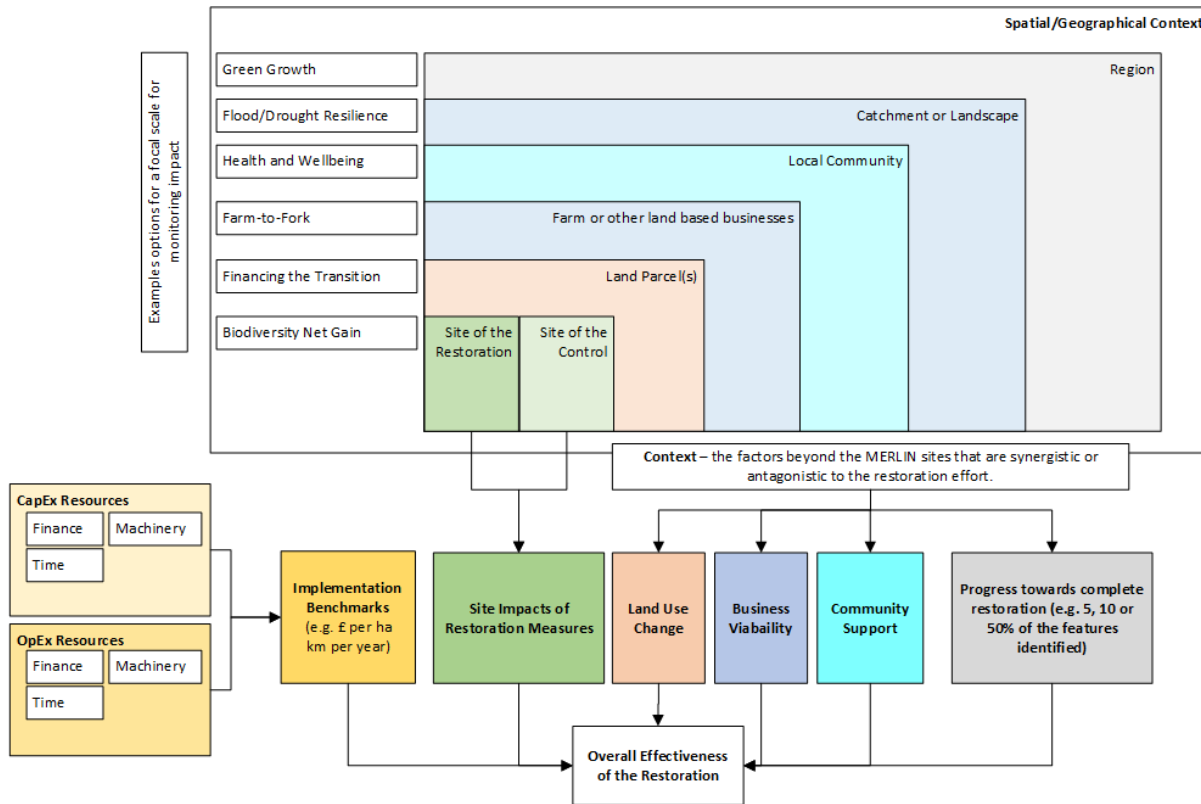 Spatial/Geographical Context
Examples options for a focal scale for
monitoring impact
Green Growth
Region
Flood/Drought Resilience
Catchment or Landscape
Health and Wellbeing
Local Community
Farm-to-Fork
Farm or other land based businesses
Financing the Transition
Land Parcel(s)
Biodiversity Net Gain
Site of the
Restoration
Site of the
Control
Context – the factors beyond the MERLIN sites that are synergistic or
antagonistic to the restoration effort.
CapEx Resources
Finance
Machinery
Time
OpEx Resources
Finance
Machinery
Time
Implementation
Benchmarks
(e.g. £ per ha
km per year)
Site Impacts of
Restoration Measures
Land Use
Change
Business
Viabaility
Community
Support
Progress towards complete
restoration (e.g. 5, 10 or
50% of the features
identified)
Overall Effectiveness
of the Restoration